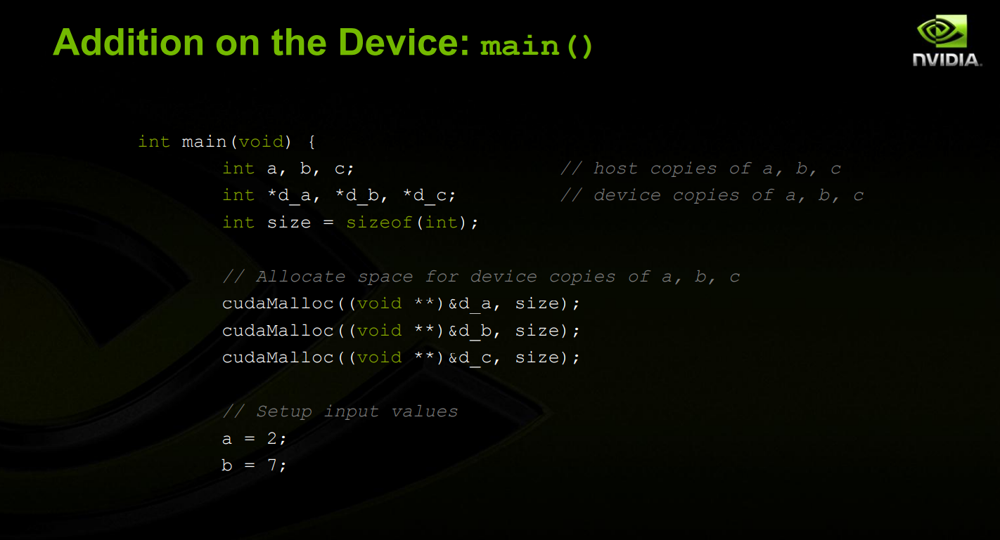 Addition on the Device: main()
NVIDIA
int main(void) {
int a, b, c; // host copies of a, b, c
int *d_a, *d_b, *d_c; // device copies of a, b, c
int size = sizeof(int);
// Allocate space for device copies of a, b, c
cudaMalloc((void **)&d_a, size);
cudaMalloc((void **)&d_b, size);
cudaMalloc((void **)&d_c, size);
// Setup input values
a = 2;
b = 7;